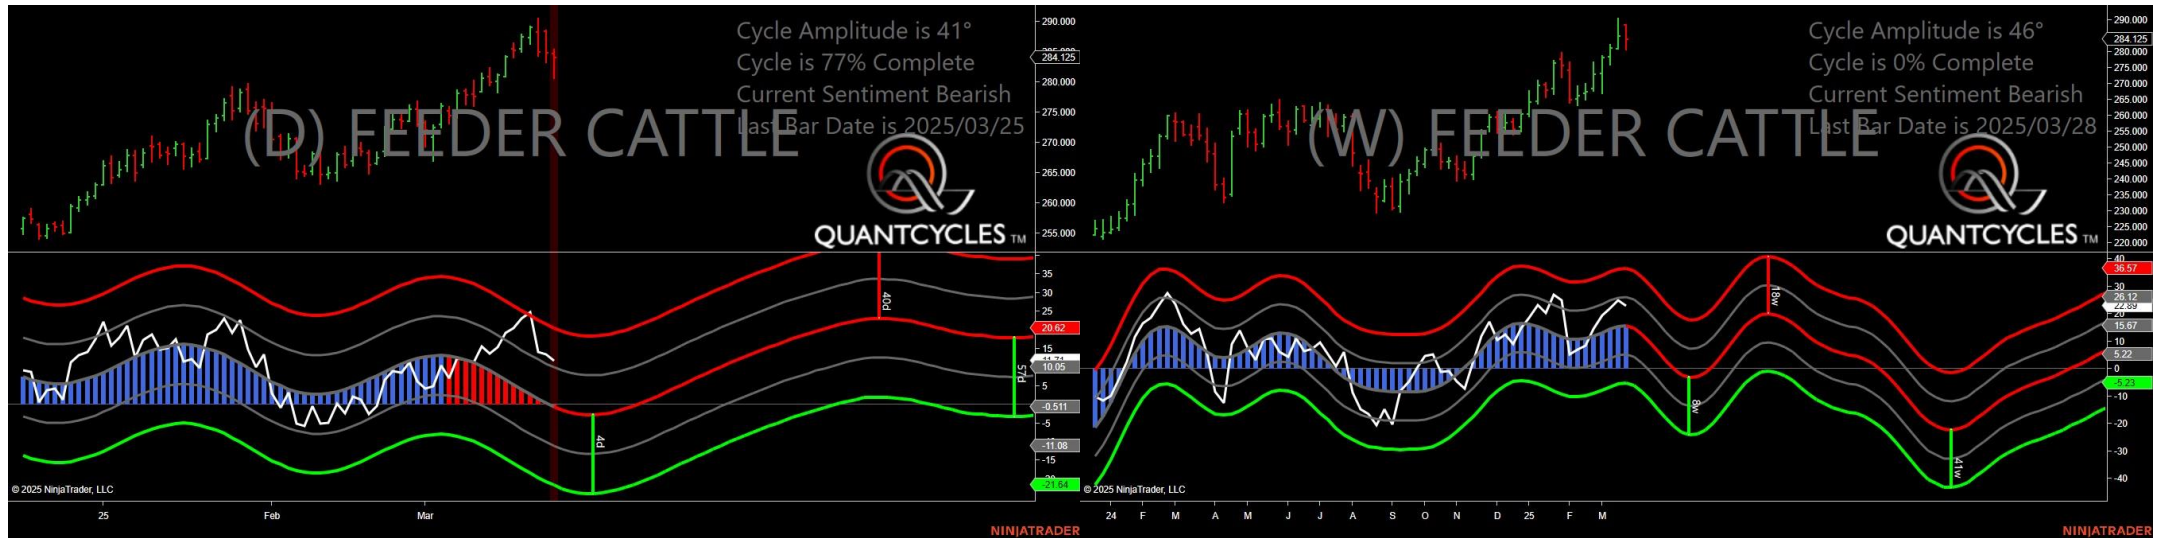 Cycle Amplitude is 41°
Cycle is 77% Complete
Current Sentiment Bearish
Last Bar Date is 2025/03/25
(D) FEEDER CATTLE
QUANTCYCLES TM
290.000
284.125
280.000
275.000
270.000
265.000
260.000
255.000
35
30
25
20.62
15
10.05
5
-0.511
-5
-11.08
-15
-21.64
40d
57d
4d
© 2025 NinjaTrader, LLC
25
Feb
Mar
NINJATRADER
Cycle Amplitude is 46°
Cycle is 0% Complete
Current Sentiment Bearish
Last Bar Date is 2025/03/28
(W) FEEDER CATTLE
QUANTCYCLES TM
290.000
284.125
280.000
275.000
270.000
265.000
260.000
255.000
250.000
245.000
240.000
235.000
230.000
225.000
220.000
40
36.57
30
26.12
22.89
20
15.67
10
5.22
0
-5.23
-10
-20
-30
-40
18w
8w
41w
© 2025 NinjaTrader, LLC
24 F M A M J J A S O N D 25 F M
NINJATRADER